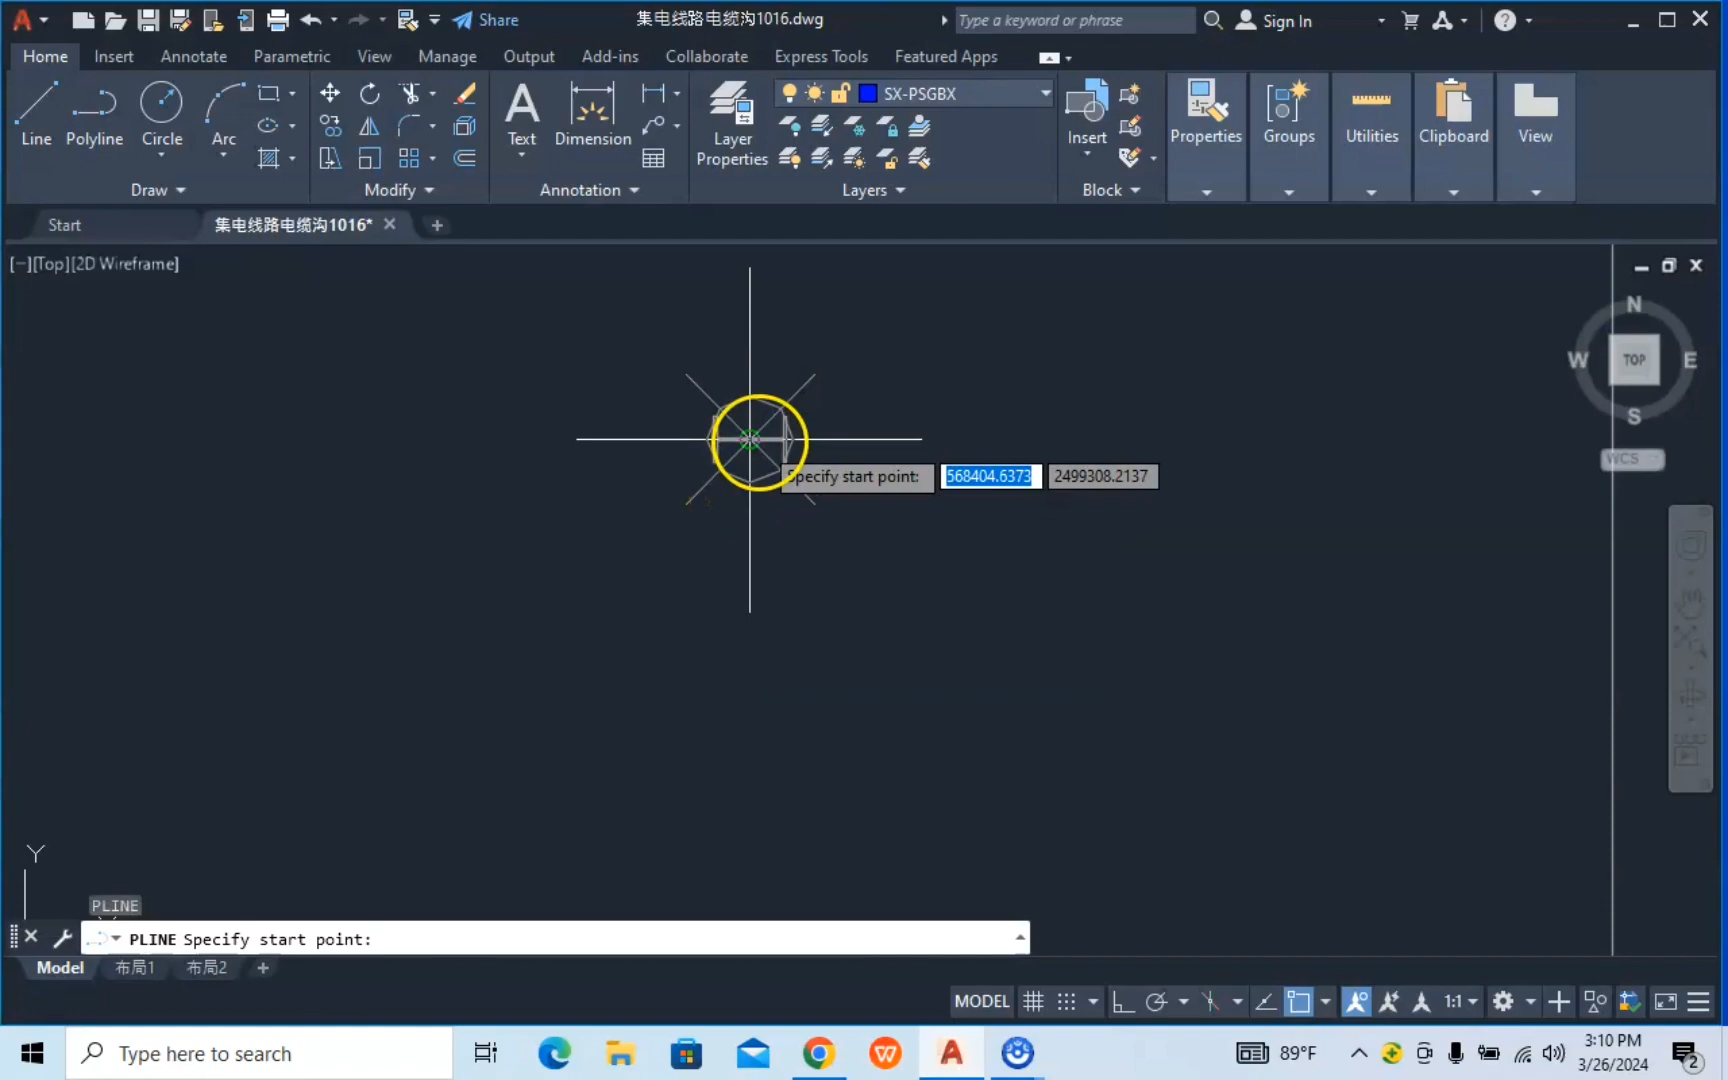 Share
集电线路电缆沟1016.dwg
Type a keyword or phrase
Sign In
Home Insert Annotate Parametric View Manage Output Add-ins Collaborate Express Tools Featured Apps
SX-PSGBX
Line Polyline Circle Arc
Text Dimension
Layer Properties
Insert
Properties Groups Utilities Clipboard View
Draw Modify Annotation Layers Block
Start 集电线路电缆沟1016*
[−][Top][2D Wireframe]
N
W TOP E
S
WCS
Specify start point: 568404.6373 2499308.2137
Y
PLINE
PLINE Specify start point:
Model 布局1 布局2
MODEL 1:1
Type here to search
89°F
3:10 PM
3/26/2024
2